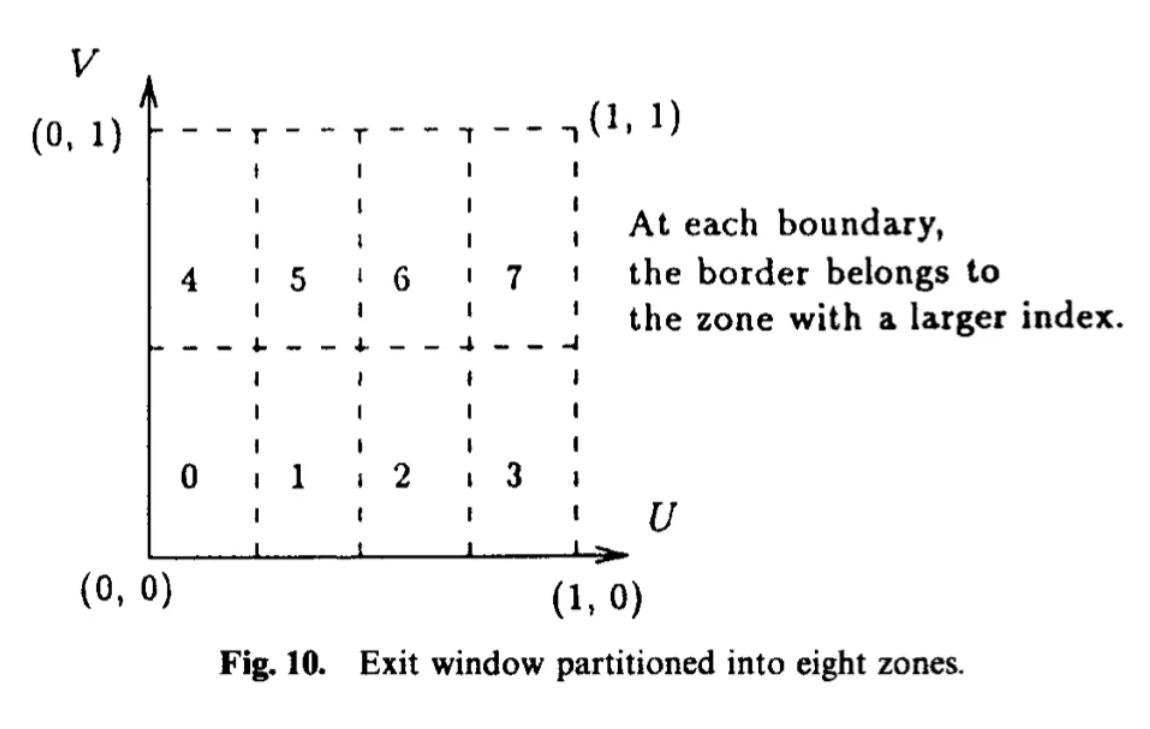 V
(0, 1)
(1, 1)
At each boundary,
4 5 6 7 the border belongs to
the zone with a larger index.
0 1 2 3
U
(0, 0)
(1, 0)
Fig. 10. Exit window partitioned into eight zones.